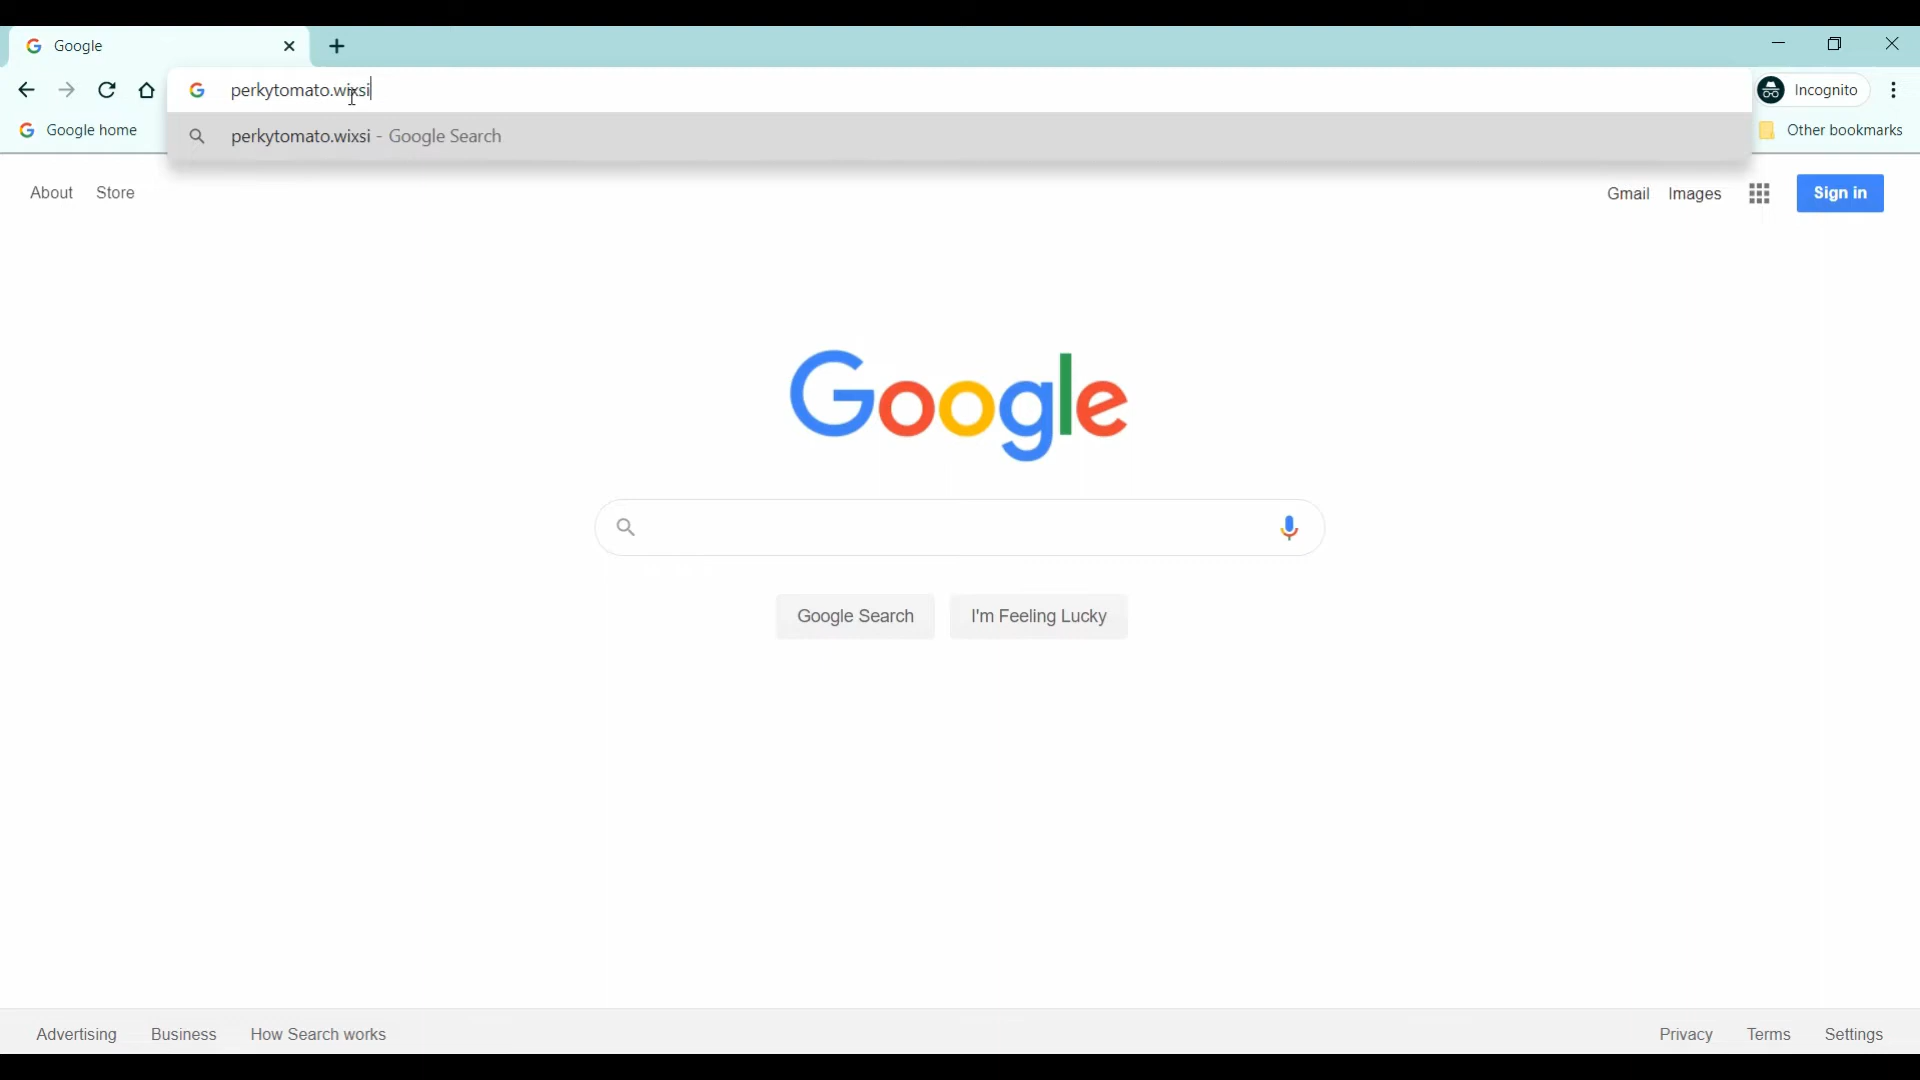 Google
perkytomato.wixsi
Incognito
Google home
perkytomato.wixsi - Google Search
Other bookmarks
About Store
Gmail Images Sign in
Google
Google Search I'm Feeling Lucky
Advertising Business How Search works
Privacy Terms Settings